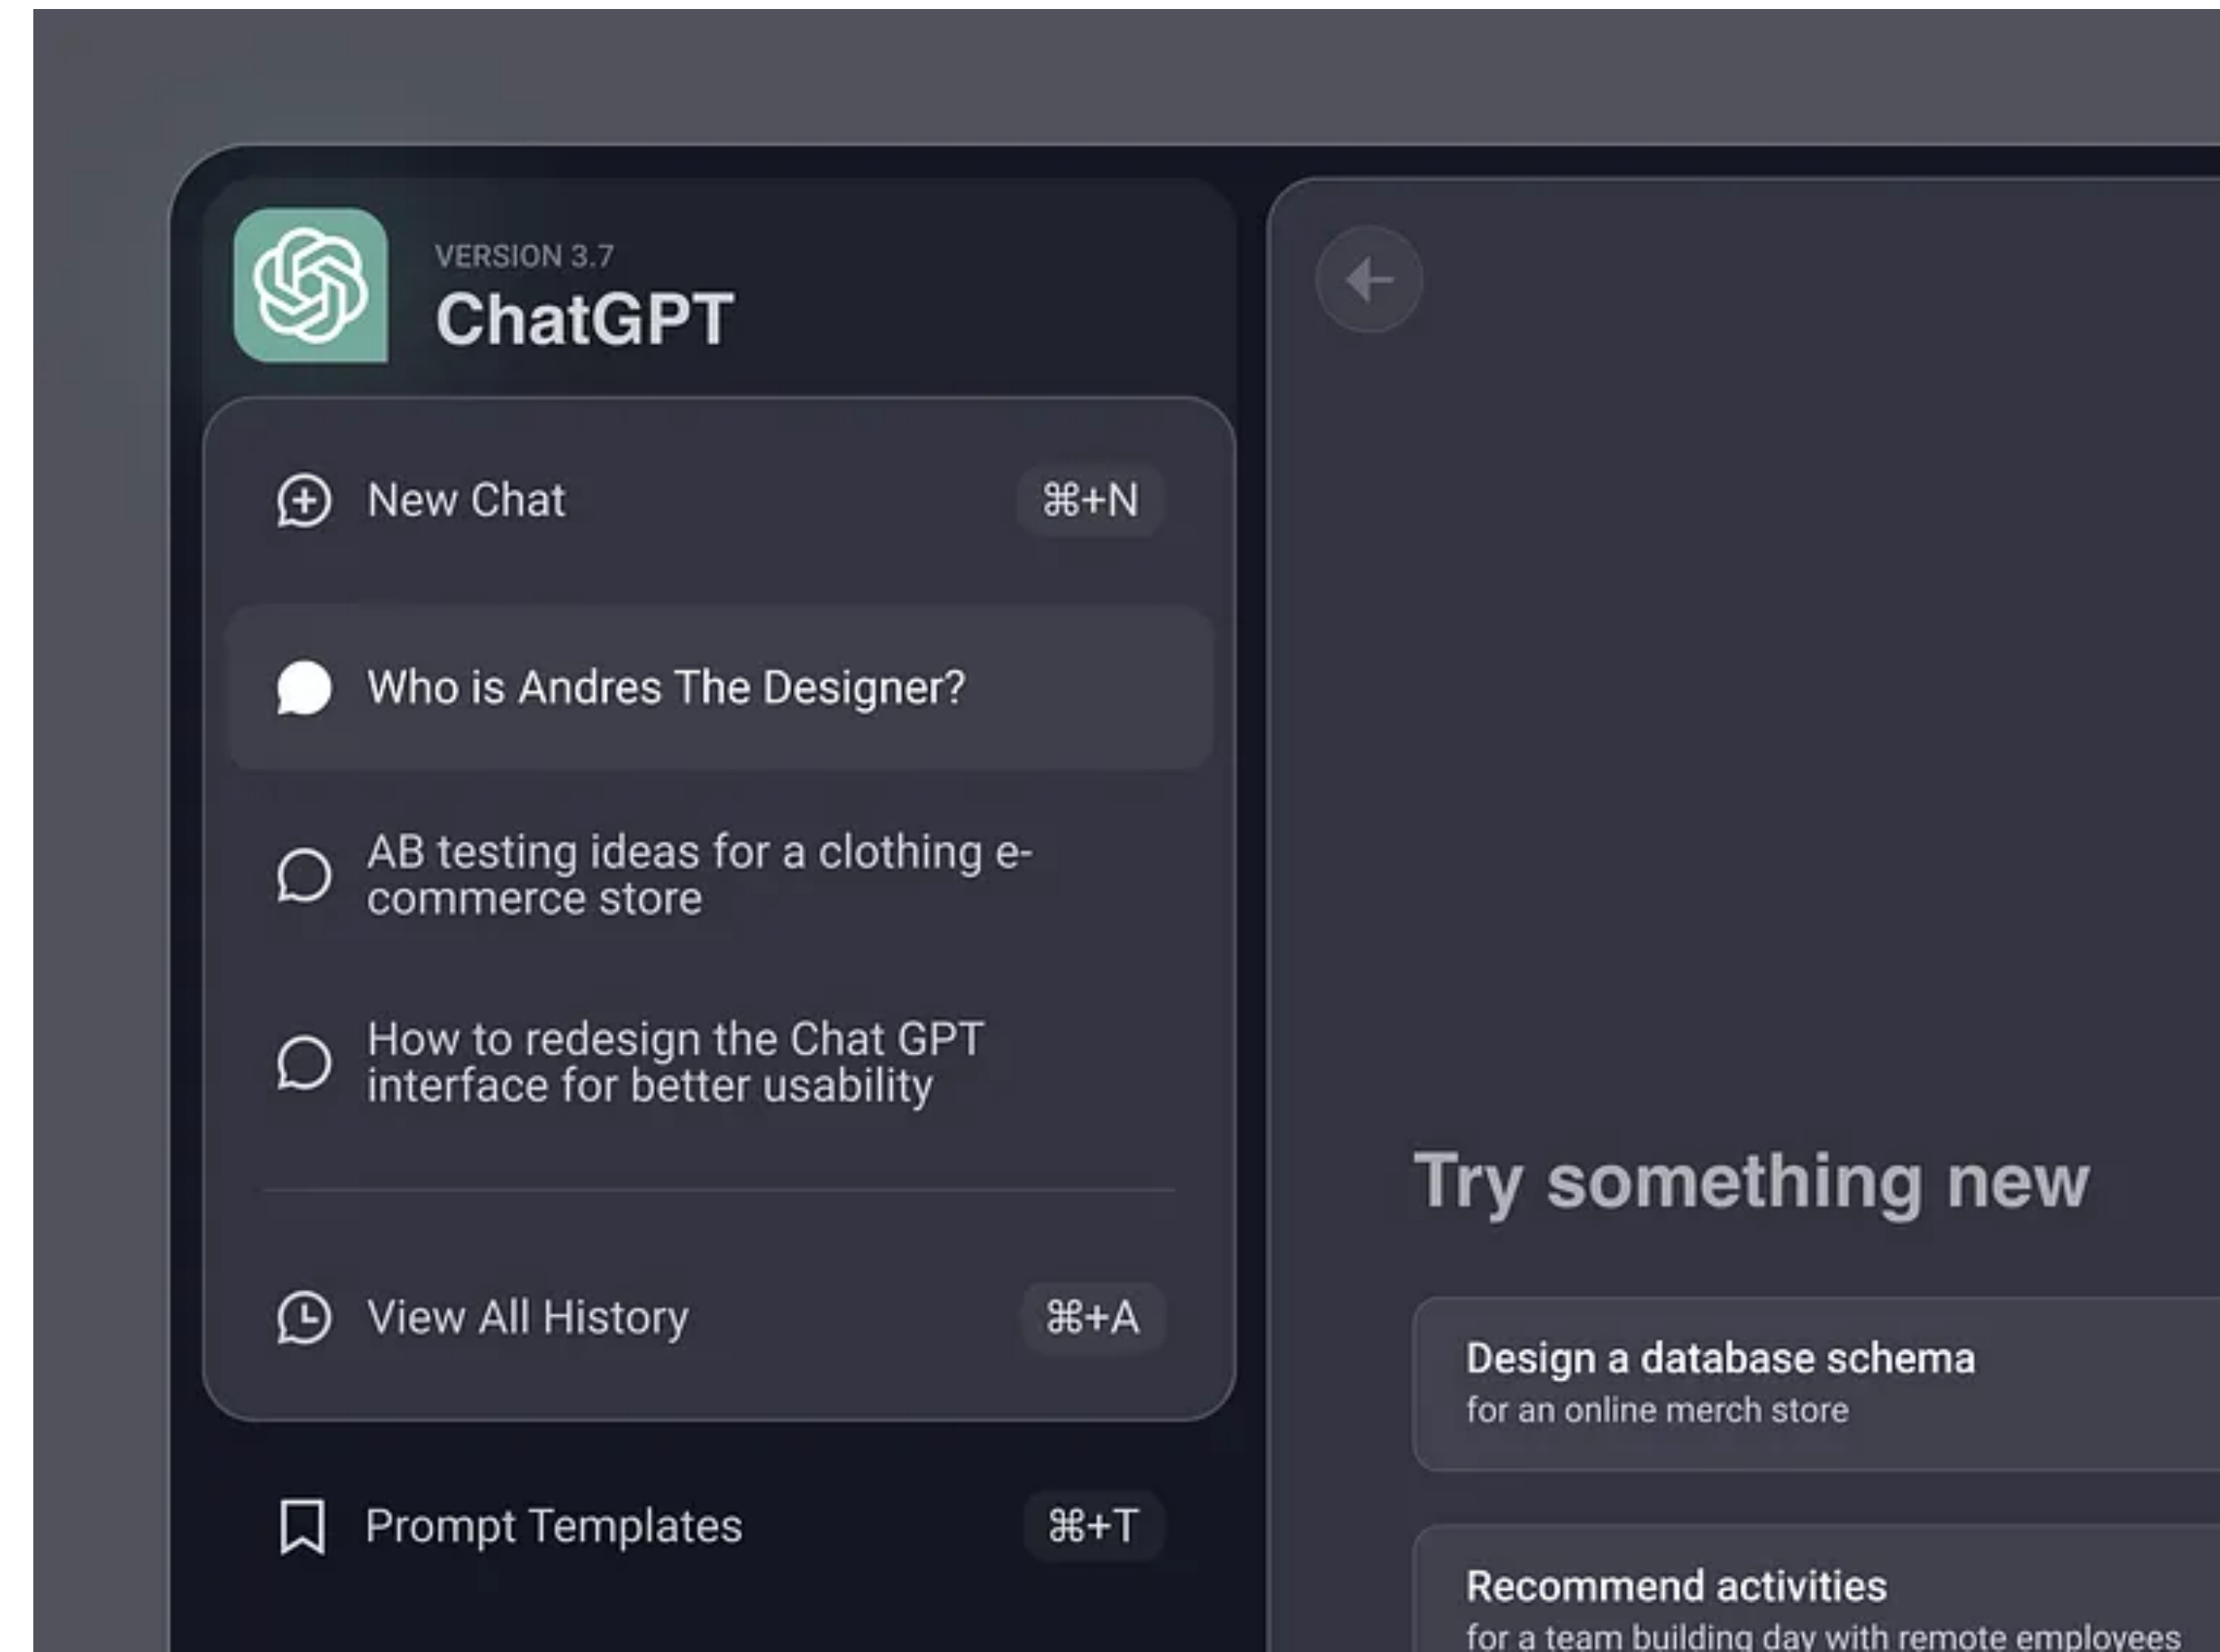 VERSION 3.7
ChatGPT
New Chat
⌘+N
Who is Andres The Designer?
AB testing ideas for a clothing e-
commerce store
How to redesign the Chat GPT
interface for better usability
View All History
⌘+A
Prompt Templates
⌘+T
Try something new
Design a database schema
for an online merch store
Recommend activities
for a team building day with remote employees